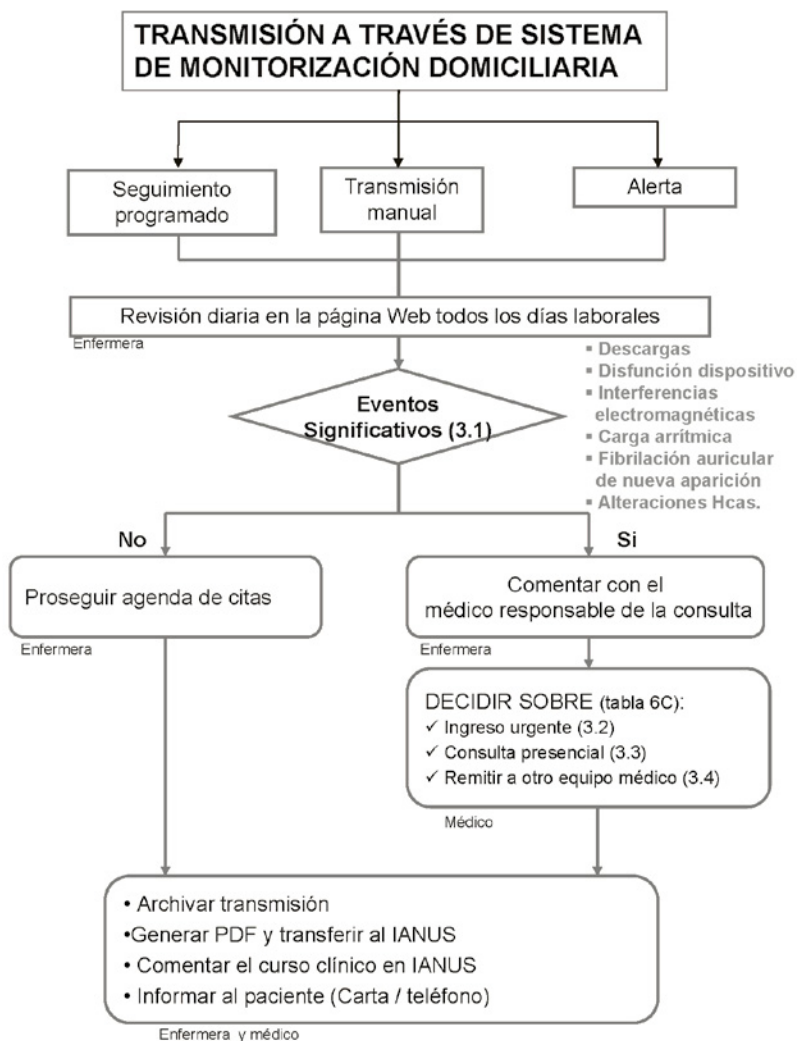 TRANSMISIÓN A TRAVÉS DE SISTEMA
DE MONITORIZACIÓN DOMICILIARIA
Seguimiento
programado
Transmisión
manual
Alerta
Revisión diaria en la página Web todos los días laborales
Enfermera
Eventos
Significativos (3.1)
▪ Descargas
▪ Disfunción dispositivo
▪ Interferencias
electromagnéticas
▪ Carga arrítmica
▪ Fibrilación auricular
de nueva aparición
▪ Alteraciones Hcas.
No
Si
Proseguir agenda de citas
Enfermera
Comentar con el
médico responsable de la consulta
Enfermera
DECIDIR SOBRE (tabla 6C):
✓ Ingreso urgente (3.2)
✓ Consulta presencial (3.3)
✓ Remitir a otro equipo médico (3.4)
Médico
• Archivar transmisión
•Generar PDF y transferir al IANUS
• Comentar el curso clínico en IANUS
• Informar al paciente (Carta / teléfono)
Enfermera y médico